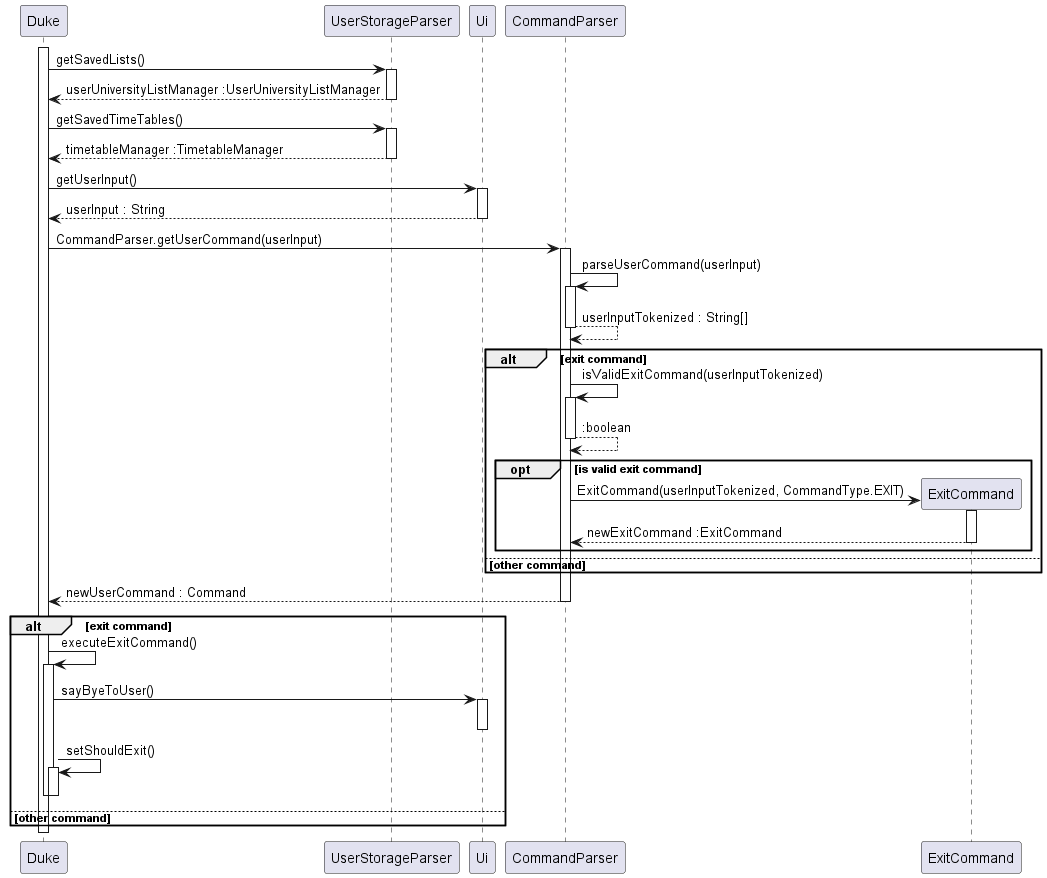 Duke
UserStorageParser
Ui
CommandParser
getSavedLists()
userUniversityListManager :UserUniversityListManager
getSavedTimeTables()
timetableManager :TimetableManager
getUserInput()
userInput : String
CommandParser.getUserCommand(userInput)
parseUserCommand(userInput)
userInputTokenized : String[]
alt
[exit command]
isValidExitCommand(userInputTokenized)
:boolean
opt
[is valid exit command]
ExitCommand(userInputTokenized, CommandType.EXIT)
ExitCommand
newExitCommand :ExitCommand
[other command]
newUserCommand : Command
alt
[exit command]
executeExitCommand()
sayByeToUser()
setShouldExit()
[other command]
Duke
UserStorageParser
Ui
CommandParser
ExitCommand